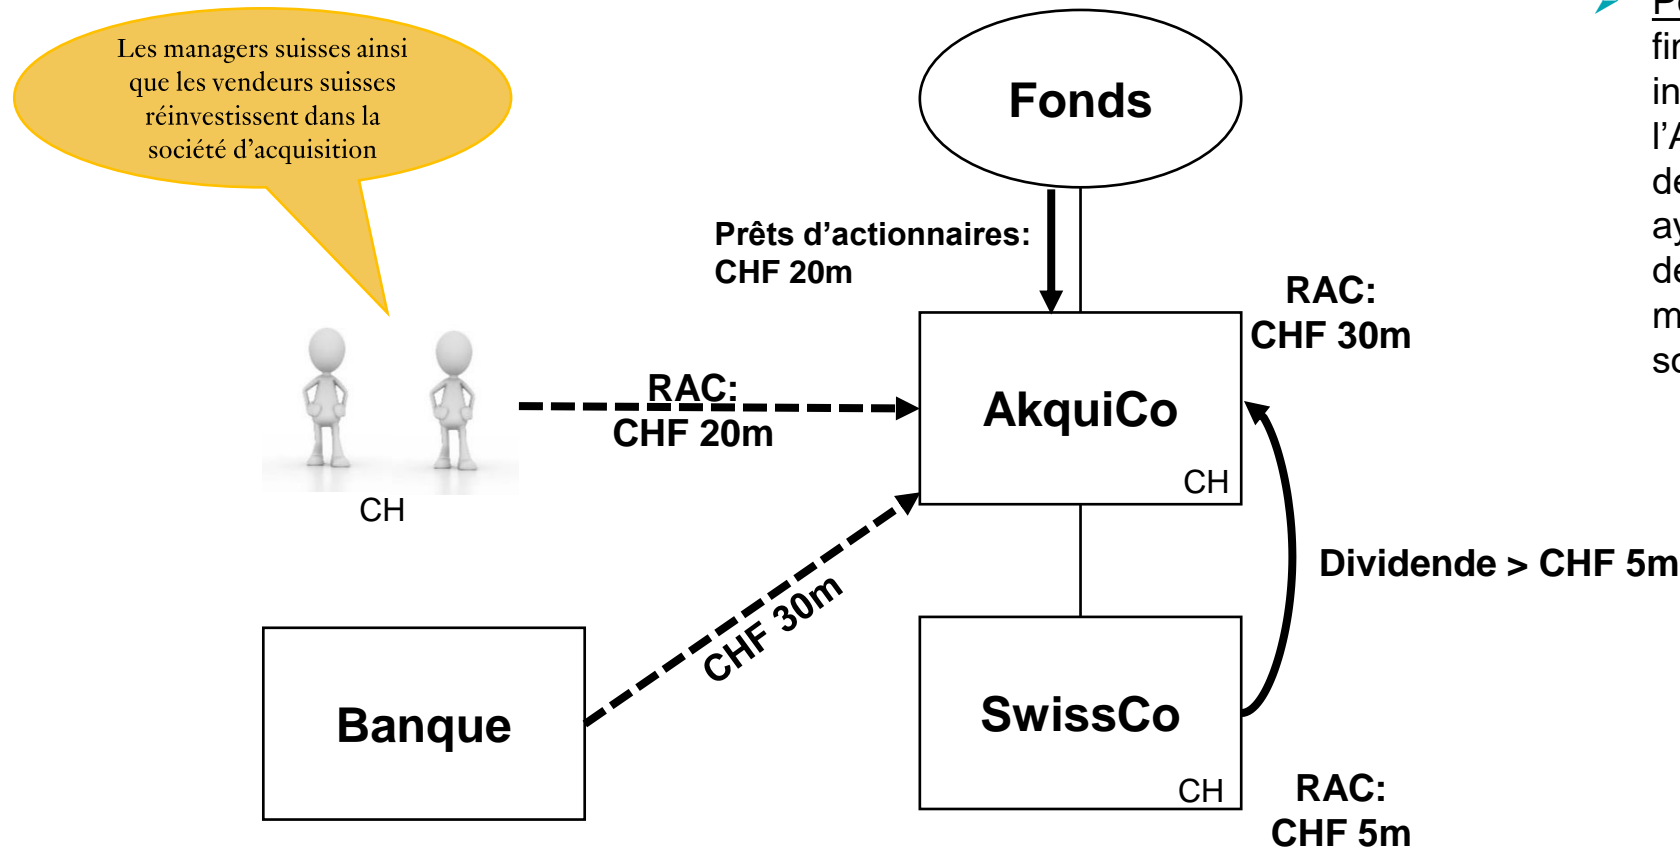 Les managers suisses ainsi
que les vendeurs suisses
réinvestissent dans la
société d’acquisition
Fonds
Prêts d’actionnaires:
CHF 20m
RAC:
CHF 30m
RAC:
CHF 20m
AkquiCo
CH
CH
Dividende > CHF 5m
CHF 30m
Banque
SwissCo
CH
RAC:
CHF 5m